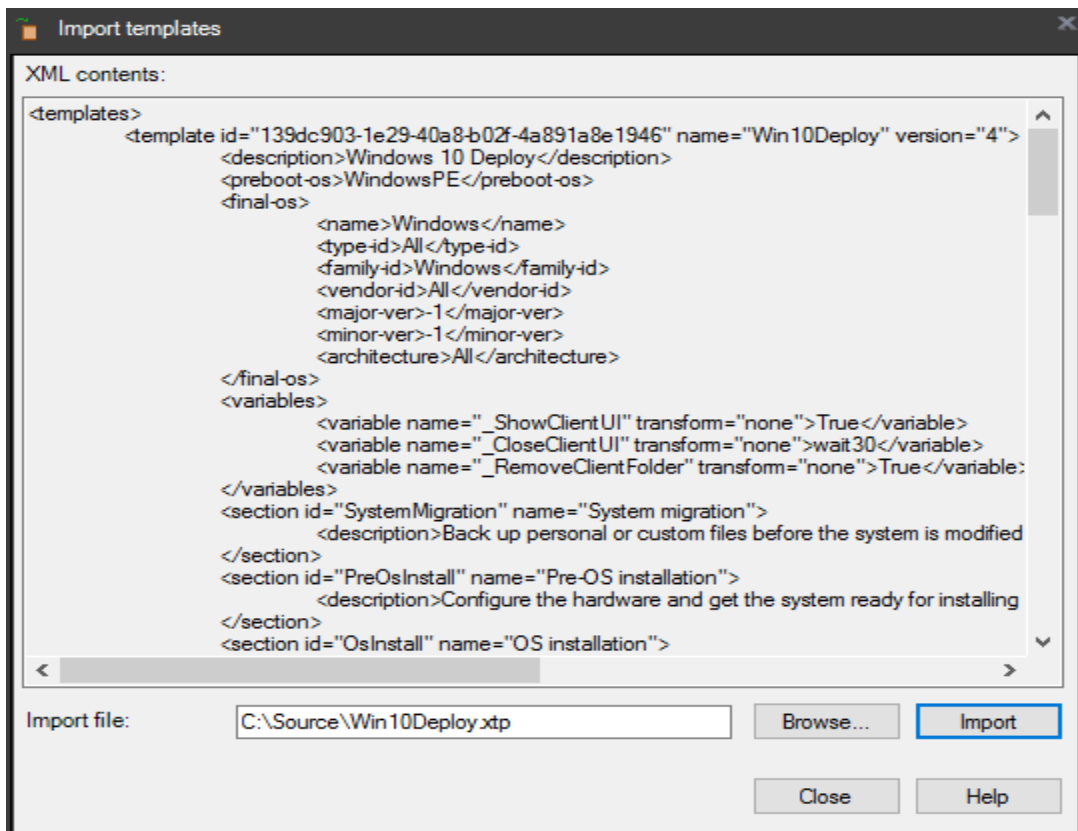 Import templates
XML contents:
<templates>
<template id="139dc903-1e29-40a8-b02f-4a891a8e1946" name="Win10Deploy" version="4">
<description>Windows 10 Deploy</description>
<preboot-os>WindowsPE</preboot-os>
<final-os>
<name>Windows</name>
<type-id>All</type-id>
<family-id>Windows</family-id>
<vendor-id>All</vendor-id>
<major-ver>-1</major-ver>
<minor-ver>-1</minor-ver>
<architecture>All</architecture>
</final-os>
<variables>
<variable name="_ShowClientUI" transform="none">True</variable>
<variable name="_CloseClientUI" transform="none">wait30</variable>
<variable name="_RemoveClientFolder" transform="none">True</variable>
</variables>
<section id="SystemMigration" name="System migration">
<description>Back up personal or custom files before the system is modified
</section>
<section id="PreOsInstall" name="Pre-OS installation">
<description>Configure the hardware and get the system ready for installing
</section>
<section id="OsInstall" name="OS installation">
Import file: C:\Source\Win10Deploy.xtp Browse... Import
Close Help